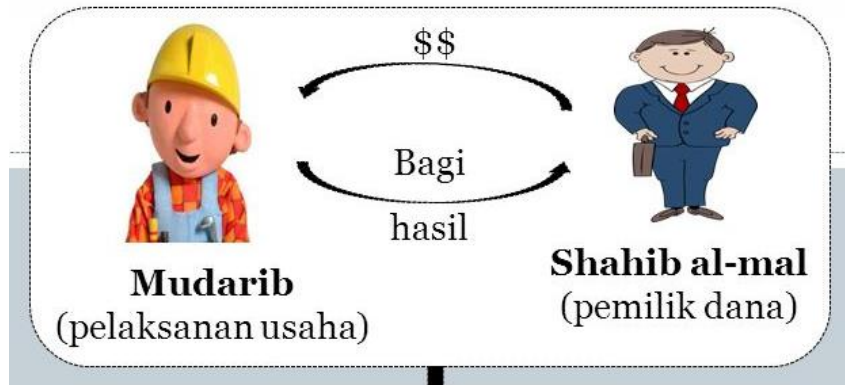 $$
Bagi
hasil
Mudarib
(pelaksanan usaha)
Shahib al-mal
(pemilik dana)